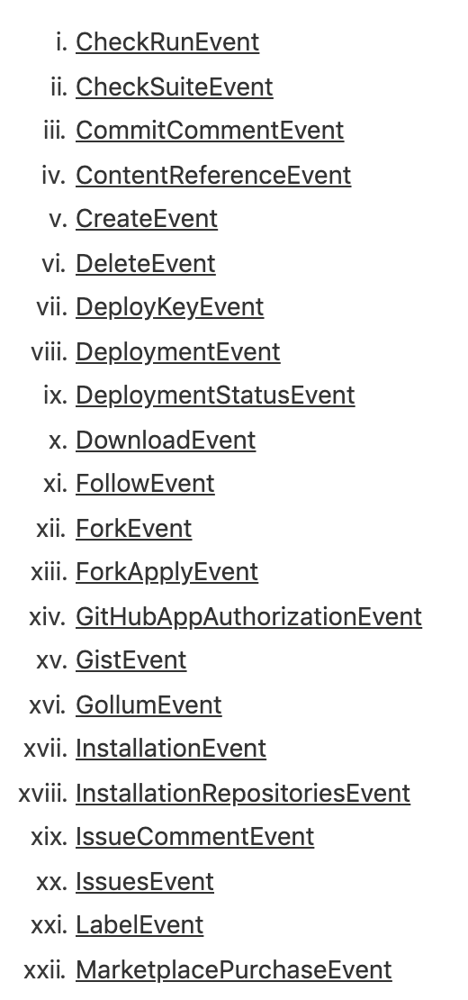 i. CheckRunEvent
ii. CheckSuiteEvent
iii. CommitCommentEvent
iv. ContentReferenceEvent
v. CreateEvent
vi. DeleteEvent
vii. DeployKeyEvent
viii. DeploymentEvent
ix. DeploymentStatusEvent
x. DownloadEvent
xi. FollowEvent
xii. ForkEvent
xiii. ForkApplyEvent
xiv. GitHubAppAuthorizationEvent
xv. GistEvent
xvi. GollumEvent
xvii. InstallationEvent
xviii. InstallationRepositoriesEvent
xix. IssueCommentEvent
xx. IssuesEvent
xxi. LabelEvent
xxii. MarketplacePurchaseEvent